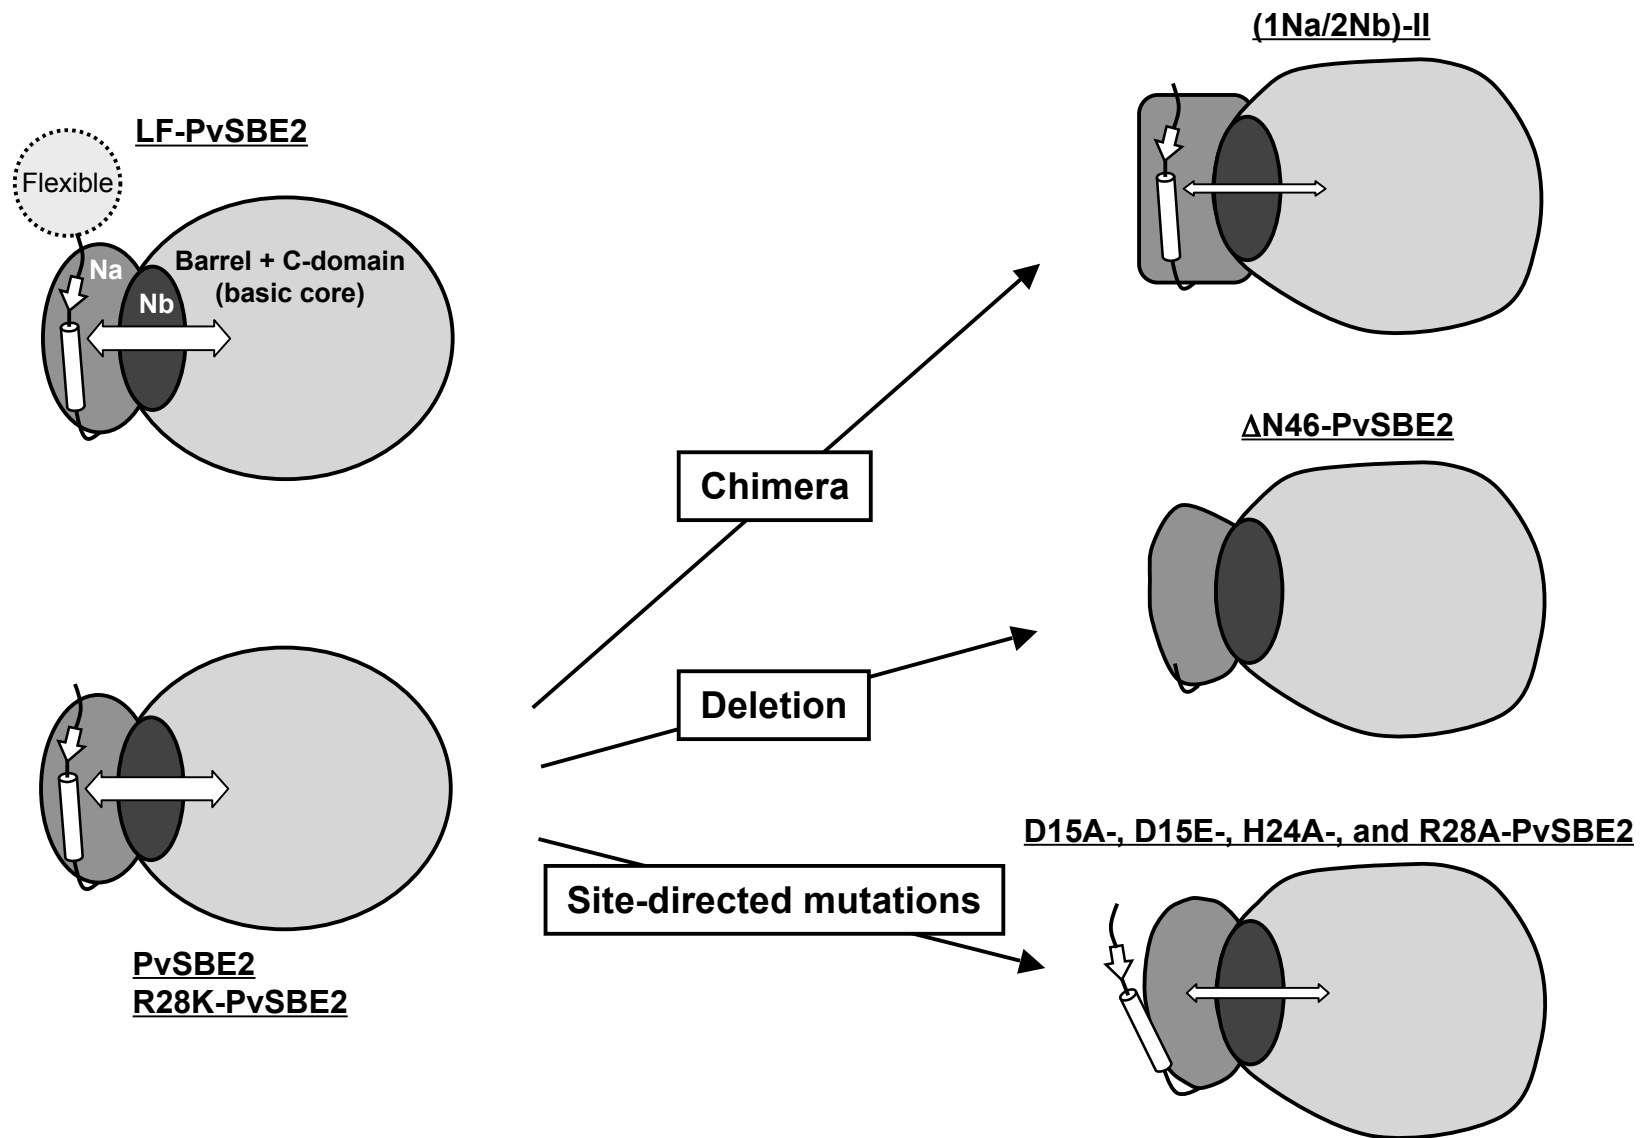 (1Na/2Nb)-II
LF-PvSBE2
Flexible
Na
Nb
Barrel + C-domain
(basic core)
Chimera
ΔN46-PvSBE2
Deletion
D15A-, D15E-, H24A-, and R28A-PvSBE2
Site-directed mutations
PvSBE2
R28K-PvSBE2